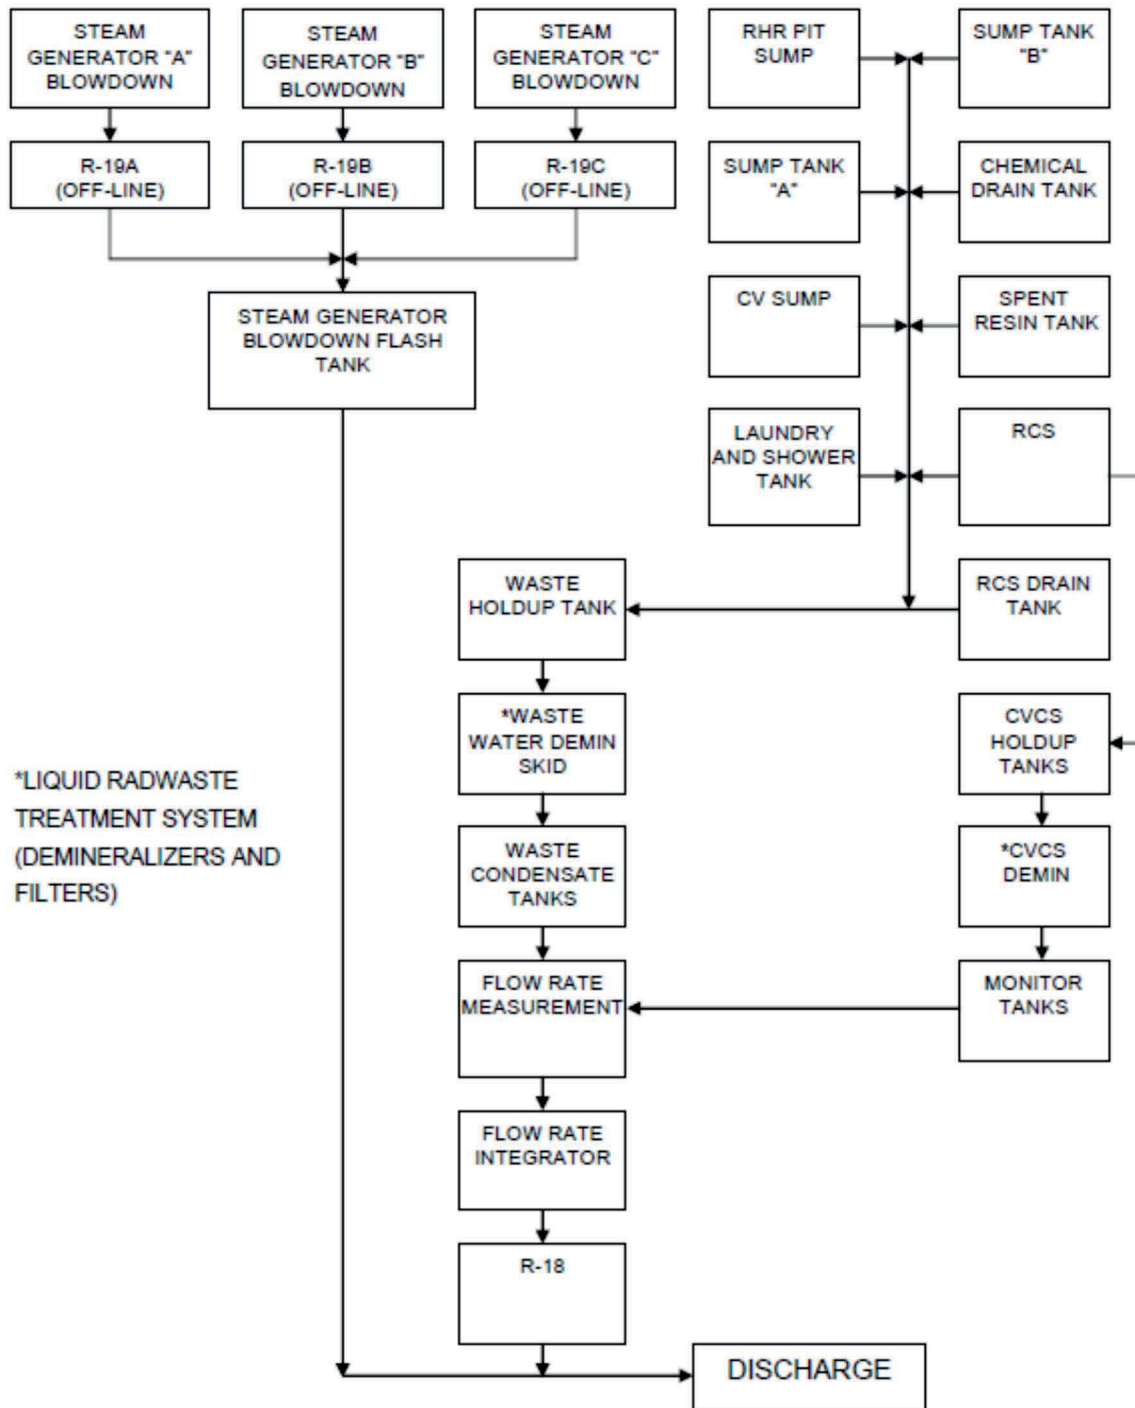 STEAM
GENERATOR "A"
BLOWDOWN
STEAM
GENERATOR "B"
BLOWDOWN
STEAM
GENERATOR "C"
BLOWDOWN
RHR PIT
SUMP
SUMP TANK
"B"
R-19A
(OFF-LINE)
R-19B
(OFF-LINE)
R-19C
(OFF-LINE)
SUMP TANK
"A"
CHEMICAL
DRAIN TANK
STEAM GENERATOR
BLOWDOWN FLASH
TANK
CV SUMP
SPENT
RESIN TANK
LAUNDRY
AND SHOWER
TANK
RCS
WASTE
HOLDUP TANK
RCS DRAIN
TANK
*WASTE
WATER DEMIN
SKID
CVCS
HOLDUP
TANKS
*LIQUID RADWASTE
TREATMENT SYSTEM
(DEMINERALIZERS AND
FILTERS)
WASTE
CONDENSATE
TANKS
*CVCS
DEMIN
FLOW RATE
MEASUREMENT
MONITOR
TANKS
FLOW RATE
INTEGRATOR
R-18
DISCHARGE